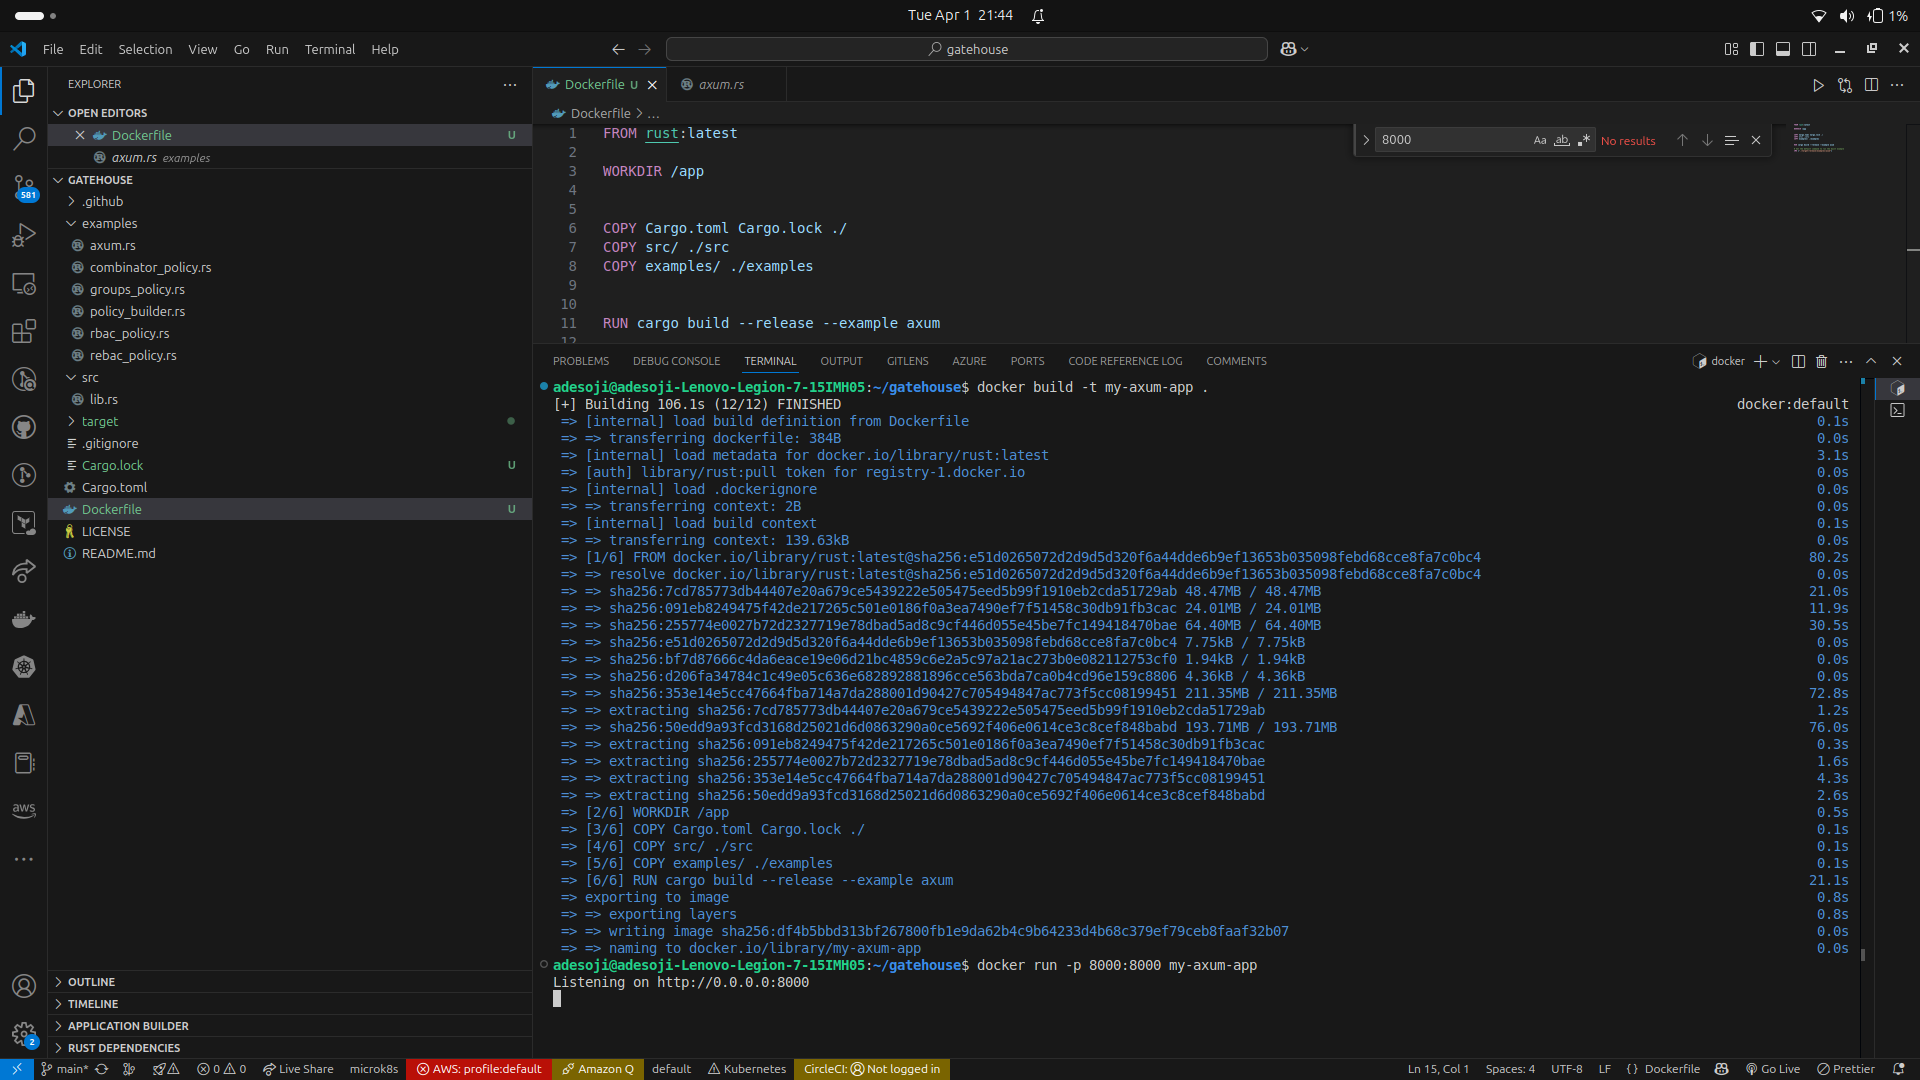 Tue Apr 1 21:44
1%
File Edit Selection View Go Run Terminal Help
gatehouse
EXPLORER
OPEN EDITORS
Dockerfile U
axum.rs examples
581
GATEHOUSE
.github
examples
axum.rs
combinator_policy.rs
groups_policy.rs
policy_builder.rs
rbac_policy.rs
rebac_policy.rs
src
lib.rs
target
.gitignore
Cargo.lock U
Cargo.toml
Dockerfile U
LICENSE
README.md
aws
2
OUTLINE
TIMELINE
APPLICATION BUILDER
RUST DEPENDENCIES
Dockerfile U
axum.rs
Dockerfile > ...
8000
Aa ab No results
1 FROM rust:latest
2
3 WORKDIR /app
4
5
6 COPY Cargo.toml Cargo.lock ./
7 COPY src/ ./src
8 COPY examples/ ./examples
9
10
11 RUN cargo build --release --example axum
12
PROBLEMS DEBUG CONSOLE TERMINAL OUTPUT GITLENS AZURE PORTS CODE REFERENCE LOG COMMENTS
docker
adesoji@adesoji-Lenovo-Legion-7-15IMH05:~/gatehouse$ docker build -t my-axum-app .
[+] Building 106.1s (12/12) FINISHED docker:default
=> [internal] load build definition from Dockerfile 0.1s
=> => transferring dockerfile: 384B 0.0s
=> [internal] load metadata for docker.io/library/rust:latest 3.1s
=> [auth] library/rust:pull token for registry-1.docker.io 0.0s
=> [internal] load .dockerignore 0.0s
=> => transferring context: 2B 0.0s
=> [internal] load build context 0.1s
=> => transferring context: 139.63kB 0.0s
=> [1/6] FROM docker.io/library/rust:latest@sha256:e51d0265072d2d9d5d320f6a44dde6b9ef13653b035098febd68cce8fa7c0bc4 80.2s
=> => resolve docker.io/library/rust:latest@sha256:e51d0265072d2d9d5d320f6a44dde6b9ef13653b035098febd68cce8fa7c0bc4 0.0s
=> => sha256:7cd785773db44407e20a679ce5439222e505475eed5b99f1910eb2cda51729ab 48.47MB / 48.47MB 21.0s
=> => sha256:091eb8249475f42de217265c501e0186f0a3ea7490ef7f51458c30db91fb3cac 24.01MB / 24.01MB 11.9s
=> => sha256:255774e0027b72d2327719e78dbad5ad8c9cf446d055e45be7fc149418470bae 64.40MB / 64.40MB 30.5s
=> => sha256:e51d0265072d2d9d5d320f6a44dde6b9ef13653b035098febd68cce8fa7c0bc4 7.75kB / 7.75kB 0.0s
=> => sha256:bf7d87666c4da6eace19e06d21bc4859c6e2a5c97a21ac273b0e082112753cf0 1.94kB / 1.94kB 0.0s
=> => sha256:d206fa34784c1c49e05c636e682892881896cce563bda7ca0b4cd96e159c8806 4.36kB / 4.36kB 0.0s
=> => sha256:353e14e5cc47664fba714a7da288001d90427c705494847ac773f5cc08199451 211.35MB / 211.35MB 72.8s
=> => extracting sha256:7cd785773db44407e20a679ce5439222e505475eed5b99f1910eb2cda51729ab 1.2s
=> => sha256:50edd9a93fcd3168d25021d6d0863290a0ce5692f406e0614ce3c8cef848babd 193.71MB / 193.71MB 76.0s
=> => extracting sha256:091eb8249475f42de217265c501e0186f0a3ea7490ef7f51458c30db91fb3cac 0.3s
=> => extracting sha256:255774e0027b72d2327719e78dbad5ad8c9cf446d055e45be7fc149418470bae 1.6s
=> => extracting sha256:353e14e5cc47664fba714a7da288001d90427c705494847ac773f5cc08199451 4.3s
=> => extracting sha256:50edd9a93fcd3168d25021d6d0863290a0ce5692f406e0614ce3c8cef848babd 2.6s
=> [2/6] WORKDIR /app 0.5s
=> [3/6] COPY Cargo.toml Cargo.lock ./ 0.1s
=> [4/6] COPY src/ ./src 0.1s
=> [5/6] COPY examples/ ./examples 0.1s
=> [6/6] RUN cargo build --release --example axum 21.1s
=> exporting to image 0.8s
=> => exporting layers 0.8s
=> => writing image sha256:df4b5bbd313bf267800fb1e9da62b4c9b64233d4b68c379ef79ceb8faaf32b07 0.0s
=> => naming to docker.io/library/my-axum-app 0.0s
adesoji@adesoji-Lenovo-Legion-7-15IMH05:~/gatehouse$ docker run -p 8000:8000 my-axum-app
Listening on http://0.0.0.0:8000
main* 0 0 Live Share microk8s AWS: profile:default Amazon Q default Kubernetes CircleCI: Not logged in Ln 15, Col 1 Spaces: 4 UTF-8 LF {} Dockerfile Go Live Prettier